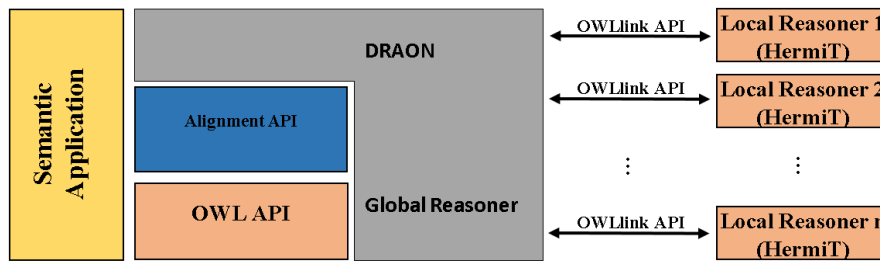 Semantic
Application
DRAON
Alignment API
OWL API
Global Reasoner
OWLlink API
Local Reasoner 1
(HermiT)
OWLlink API
Local Reasoner 2
(HermiT)
⋮ ⋮
OWLlink API
Local Reasoner n
(HermiT)